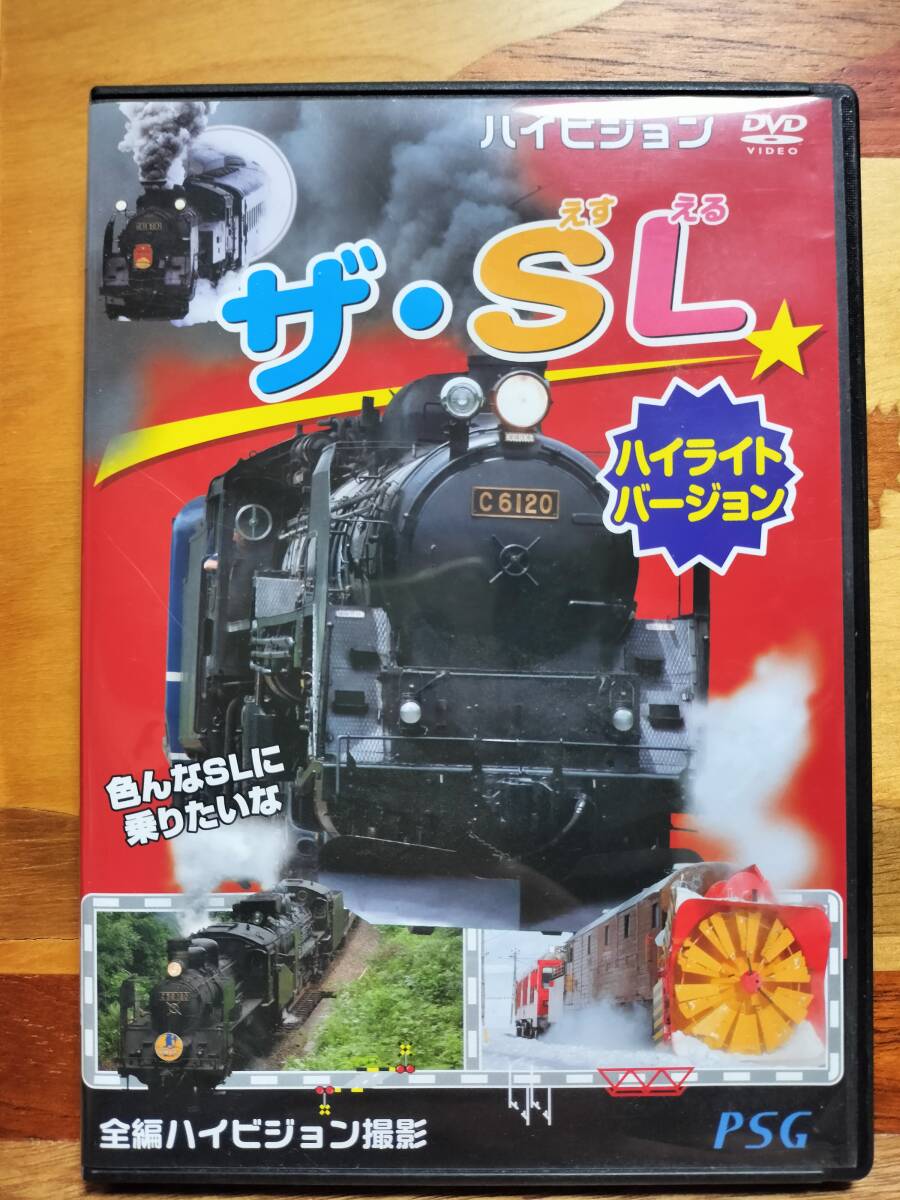 ハイビジョン
DVD
VIDEO
えす える
ザ・SL
ハイライト
バージョン
C6120
色んなSLに
乗りたいな
全編ハイビジョン撮影
PSG